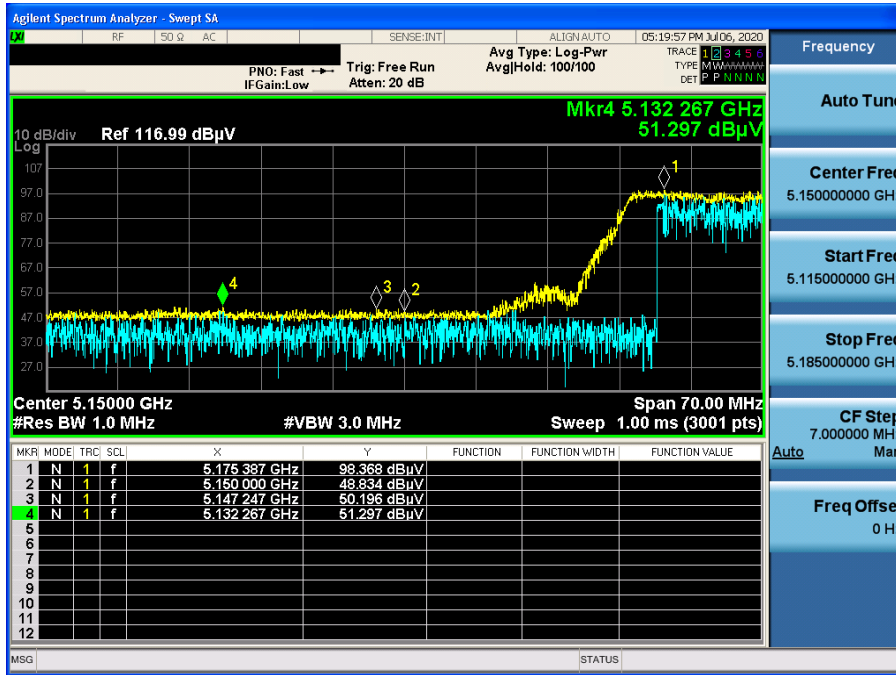 Agilent Spectrum Analyzer - Swept SA
LXI RF 50 Ω AC SENSE:INT ALIGN AUTO 05:19:57 PM Jul 06, 2020
PNO: Fast Trig: Free Run Avg Type: Log-Pwr TRACE 1 2 3 4 5 6
IFGain:Low Atten: 20 dB Avg|Hold: 100/100 TYPE MWWWWW
DET P P N N N N
Frequency
Mkr4 5.132 267 GHz
51.297 dBµV
10 dB/div Ref 116.99 dBµV
Log
107
97.0
87.0
77.0
67.0
57.0
47.0
37.0
27.0
1
4
3
2
Center 5.15000 GHz Span 70.00 MHz
#Res BW 1.0 MHz #VBW 3.0 MHz Sweep 1.00 ms (3001 pts)
MKR MODE TRC SCL X Y FUNCTION FUNCTION WIDTH FUNCTION VALUE
1 N 1 f 5.175 387 GHz 98.368 dBµV
2 N 1 f 5.150 000 GHz 48.834 dBµV
3 N 1 f 5.147 247 GHz 50.196 dBµV
4 N 1 f 5.132 267 GHz 51.297 dBµV
5
6
7
8
9
10
11
12
MSG STATUS
Auto Tun
Center Fre
5.150000000 GH
Start Fre
5.115000000 GH
Stop Fre
5.185000000 GH
CF Step
7.000000 MH
Auto Ma
Freq Offse
0 H